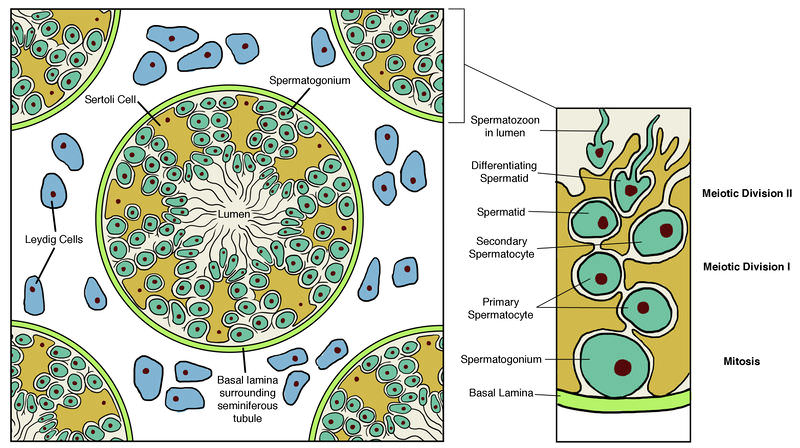 Spermatogonium
Sertoli Cell
Lumen
Leydig Cells
Basal lamina
surrounding
seminiferous
tubule
Spermatozoon
in lumen
Differentiating
Spermatid
Meiotic Division II
Spermatid
Secondary
Spermatocyte
Meiotic Division I
Primary
Spermatocyte
Spermatogonium
Mitosis
Basal Lamina